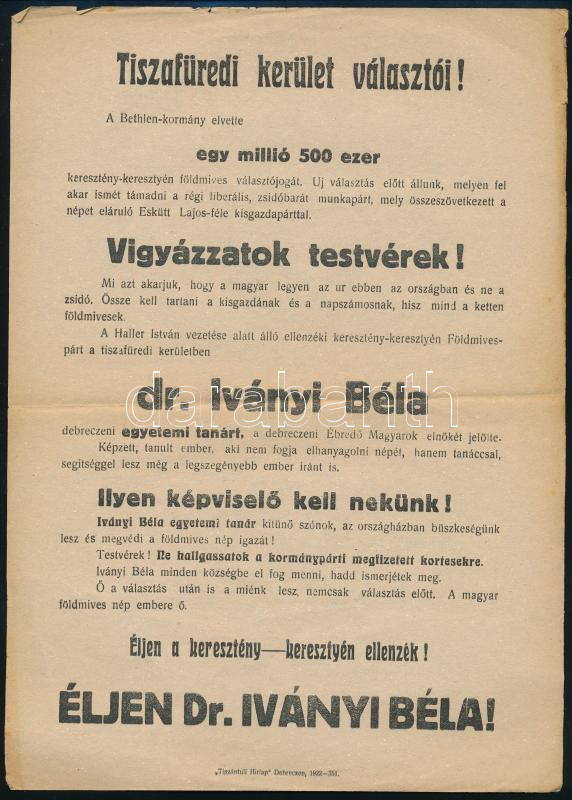 Tiszafüredi kerület választói!
A Bethlen-kormány elvette
egy millió 500 ezer
keresztény-keresztyén földmives választójogát. Uj választás előtt állunk, melyen fel
akar ismét támadni a régi liberális, zsidóbarát munkapárt, mely összeszövetkezett a
népet eláruló Eskütt Lajos-féle kisgazdapárttal.
Vigyázzatok testvérek!
Mi azt akarjuk, hogy a magyar legyen az ur ebben az országban és ne a
zsidó. Össze kell tartani a kisgazdának és a napszámosnak, hisz mind a ketten
földmivesek.
A Haller István vezetése alatt álló ellenzéki keresztény-keresztyén Földmives-
párt a tiszafüredi kerületben
dr. Iványi Béla
debreczeni egyetemi tanárt, a debreczeni Ébredő Magyarok elnökét jelölte.
Képzett, tanult ember, aki nem fogja elhanyagolni népét, hanem tanáccsal,
segitséggel lesz még a legszegényebb ember iránt is.
Ilyen képviselő kell nekünk!
Iványi Béla egyetemi tanár kitünő szónok, az országházban büszkeségünk
lesz és megvédi a földmives nép igazát!
Testvérek! Ne hallgassatok a kormánypárti megfizetett kortesekre.
Iványi Béla minden községbe el fog menni, hadd ismerjétek meg.
Ő a választás után is a miénk lesz, nemcsak választás előtt. A magyar
földmives nép embere ő.
Éljen a keresztény—keresztyén ellenzék!
ÉLJEN Dr. IVÁNYI BÉLA!
„Tiszántuli Hirlap" Debreczen, 1922—351.
darabanth